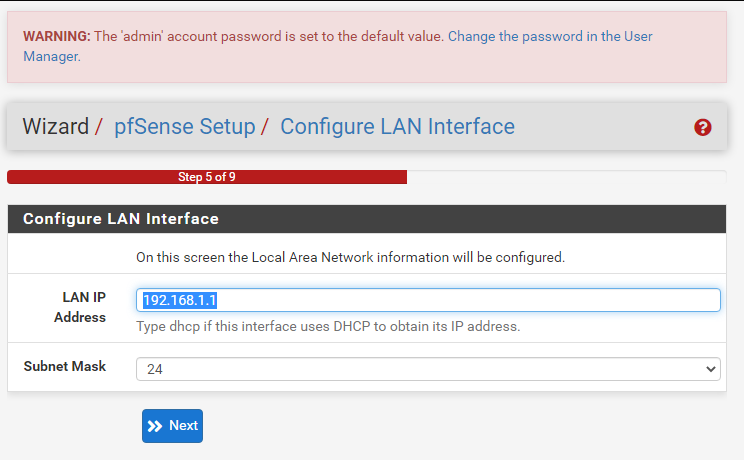 WARNING: The 'admin' account password is set to the default value. Change the password in the User
Manager.
Wizard / pfSense Setup / Configure LAN Interface
Step 5 of 9
Configure LAN Interface
On this screen the Local Area Network information will be configured.
LAN IP
Address
192.168.1.1
Type dhcp if this interface uses DHCP to obtain its IP address.
Subnet Mask
24
Next